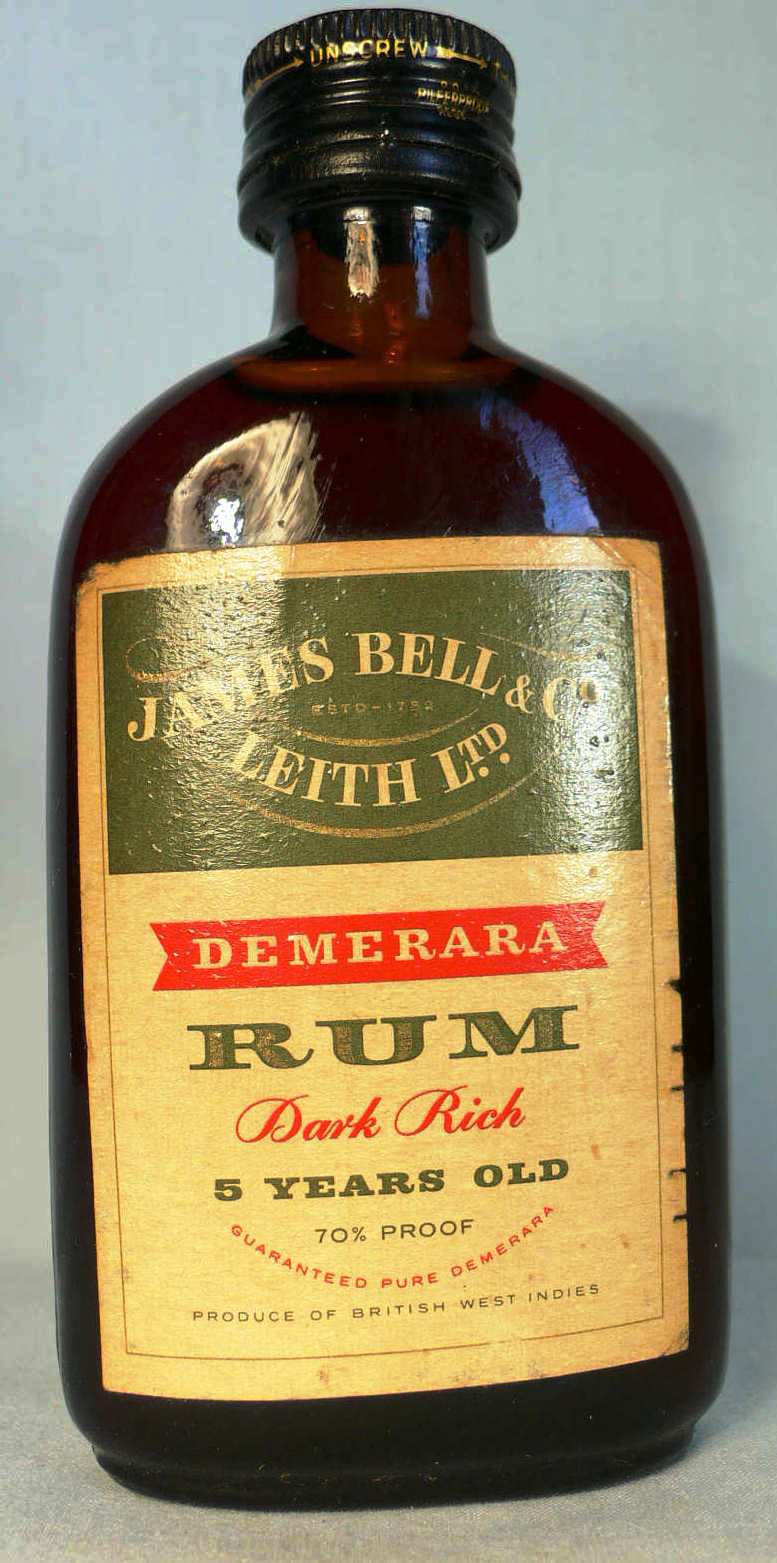 UNSCREW
PILFERPROOF
JAMES BELL & Co
ESTD-1752
LEITH LTD.
DEMERARA
RUM
Dark Rich
5 YEARS OLD
70% PROOF
GUARANTEED PURE DEMERARA
PRODUCE OF BRITISH WEST INDIES